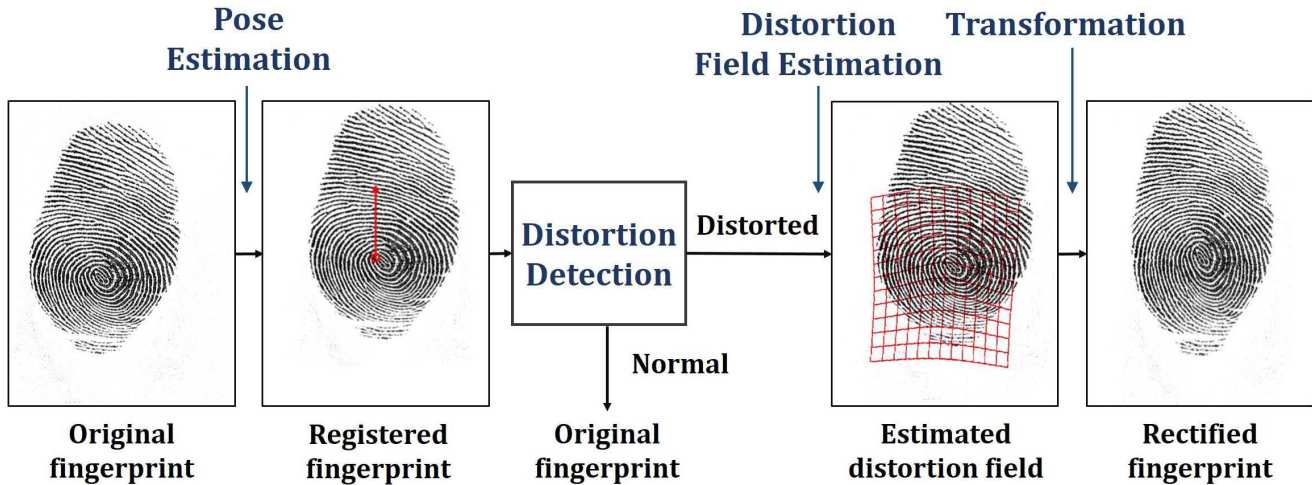 Pose
Estimation
Distortion
Field Estimation
Transformation
Distortion
Detection
Distorted
Normal
Original
fingerprint
Registered
fingerprint
Original
fingerprint
Estimated
distortion field
Rectified
fingerprint